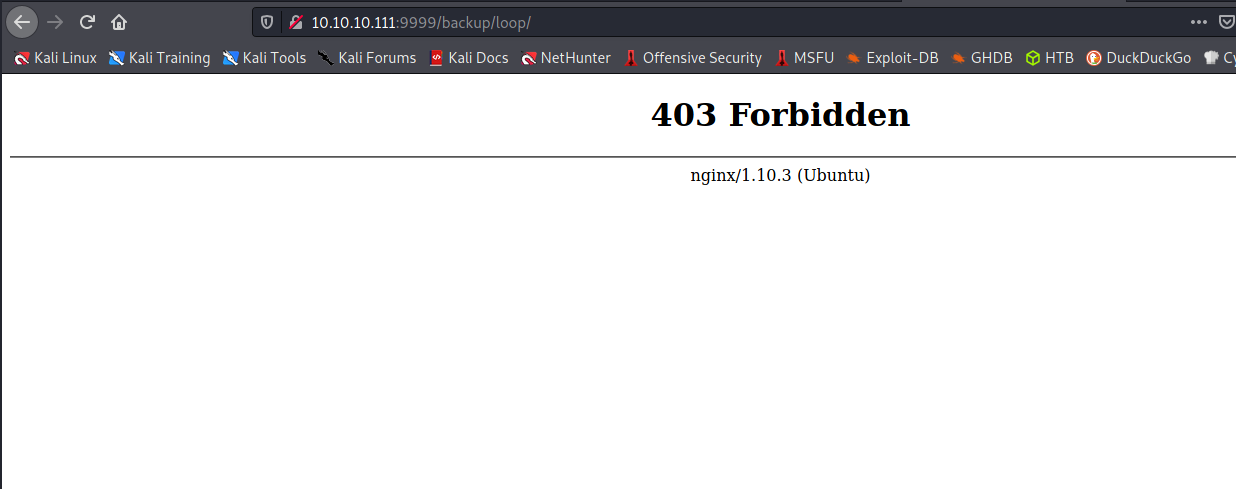 10.10.10.111:9999/backup/loop/
Kali Linux Kali Training Kali Tools Kali Forums Kali Docs NetHunter Offensive Security MSFU Exploit-DB GHDB HTB DuckDuckGo Cy
403 Forbidden
nginx/1.10.3 (Ubuntu)